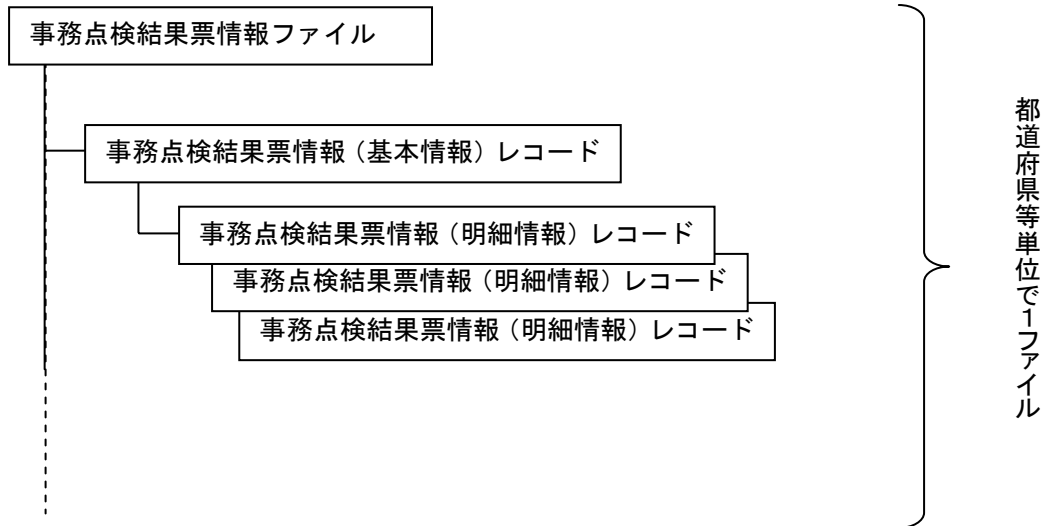 事務点検結果票情報ファイル
事務点検結果票情報（基本情報）レコード
事務点検結果票情報（明細情報）レコード
事務点検結果票情報（明細情報）レコード
事務点検結果票情報（明細情報）レコード
都道府県等単位で1ファイル